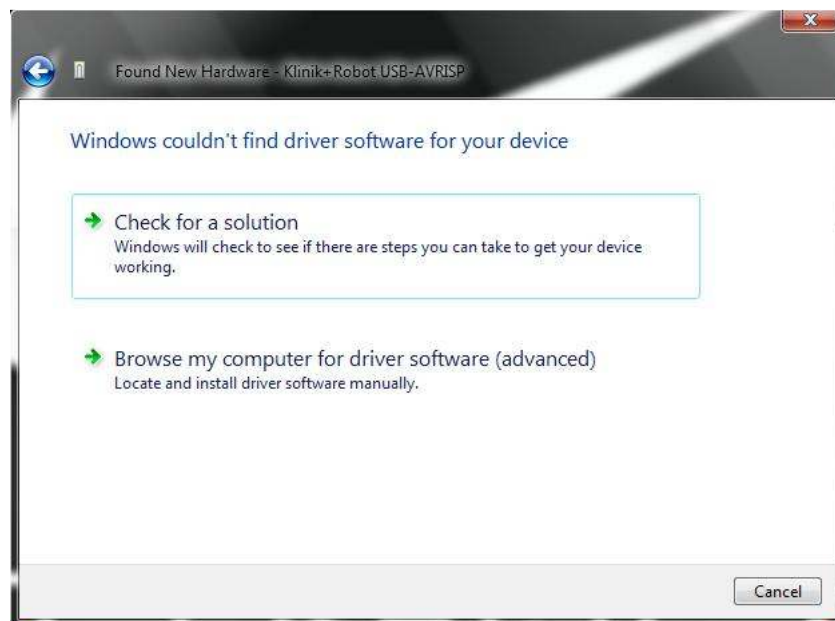 Found New Hardware - Klinik+Robot USB-AVRISP
Windows couldn't find driver software for your device
Check for a solution
Windows will check to see if there are steps you can take to get your device
working.
Browse my computer for driver software (advanced)
Locate and install driver software manually.
Cancel